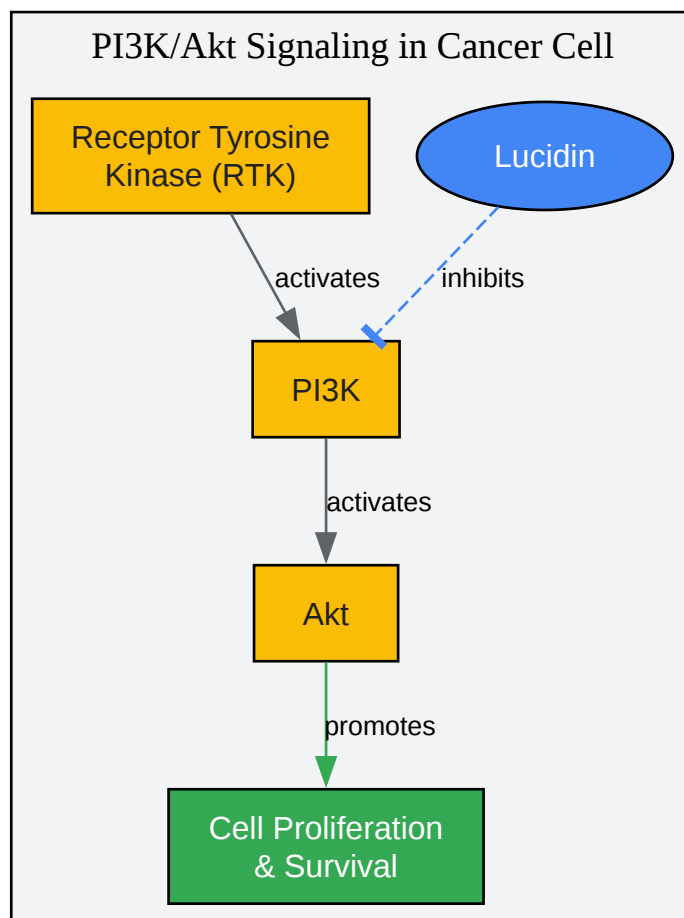 PI3K/Akt Signaling in Cancer Cell
Receptor Tyrosine
Kinase (RTK)
Lucidin
activates
inhibits
PI3K
activates
Akt
promotes
Cell Proliferation
& Survival